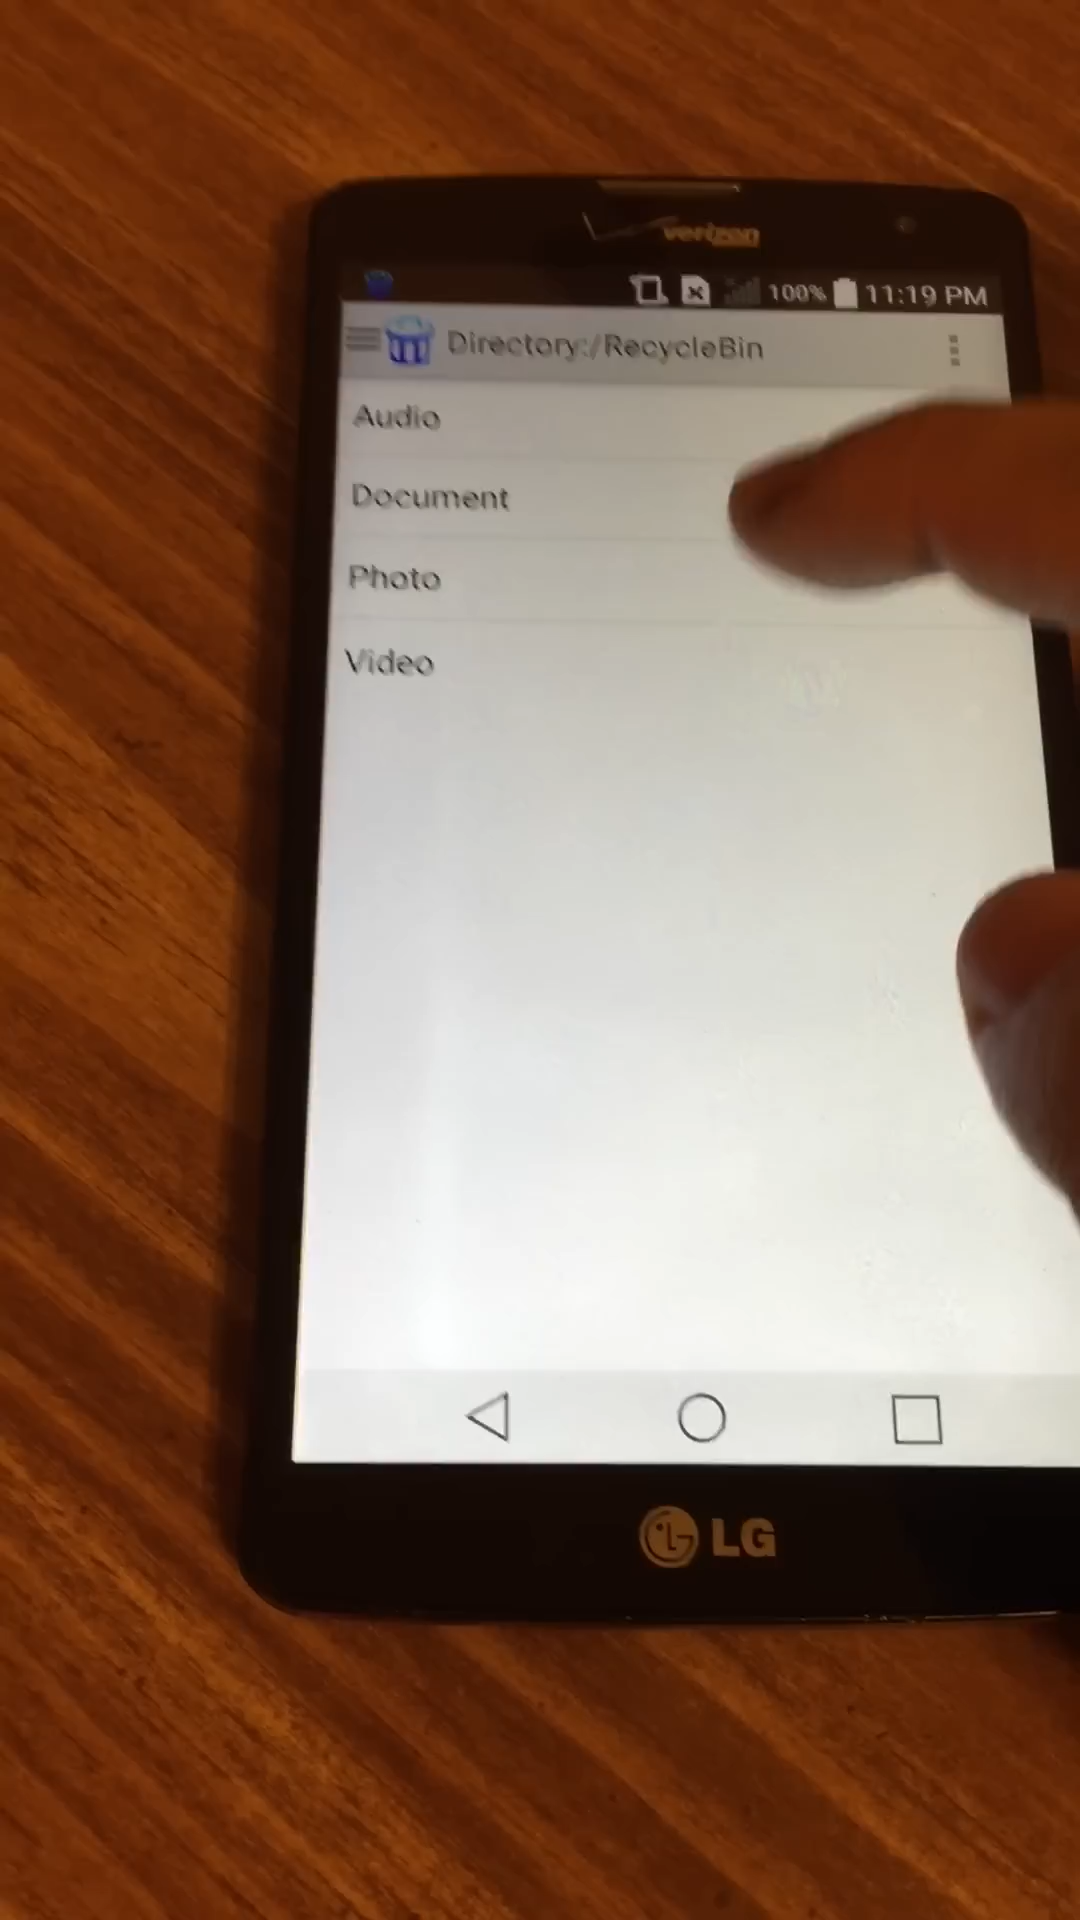 verizon
100% 11:19 PM
Directory:/RecycleBin
Audio
Document
Photo
Video
LG